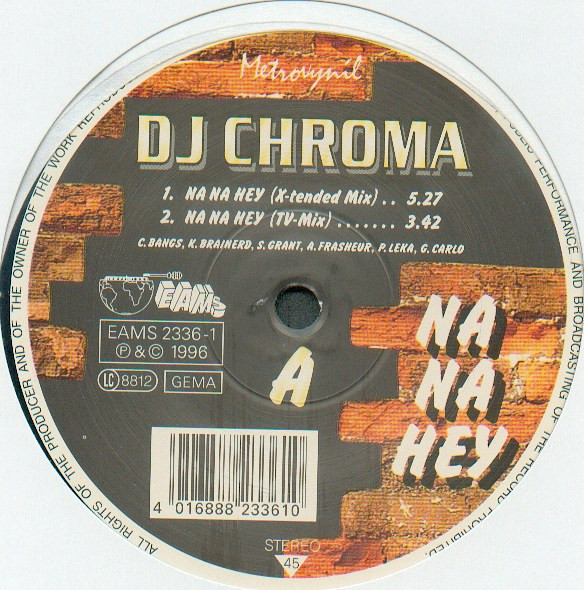 Metrovynil
DJ CHROMA
1. NA NA HEY (X-tended Mix) . . 5.27
2. NA NA HEY (TV-Mix) . . . . . . . 3.42
C. BANGS, K. BRAINERD, S. GRANT, A. FRASHEUR, P. LEKA, G. CARLO
EAMS
EAMS 2336-1
℗ & © 1996
LC 8812
GEMA
A
NA
NA
HEY
4 016888 233610
STEREO
45
ALL RIGHTS OF THE PRODUCER AND OF THE OWNER OF THE WORK
PERFORMANCE AND BROADCASTING OF THE RECORD PROHIBITED.